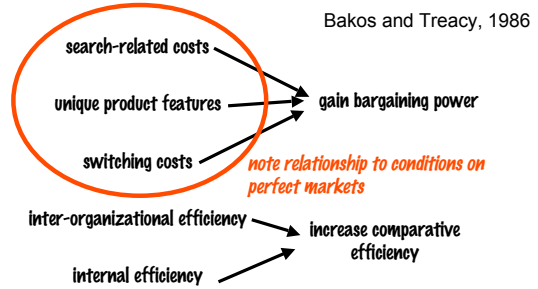 Bakos and Treacy, 1986
search-related costs
unique product features
gain bargaining power
switching costs
note relationship to conditions on
perfect markets
inter-organizational efficiency
increase comparative
efficiency
internal efficiency